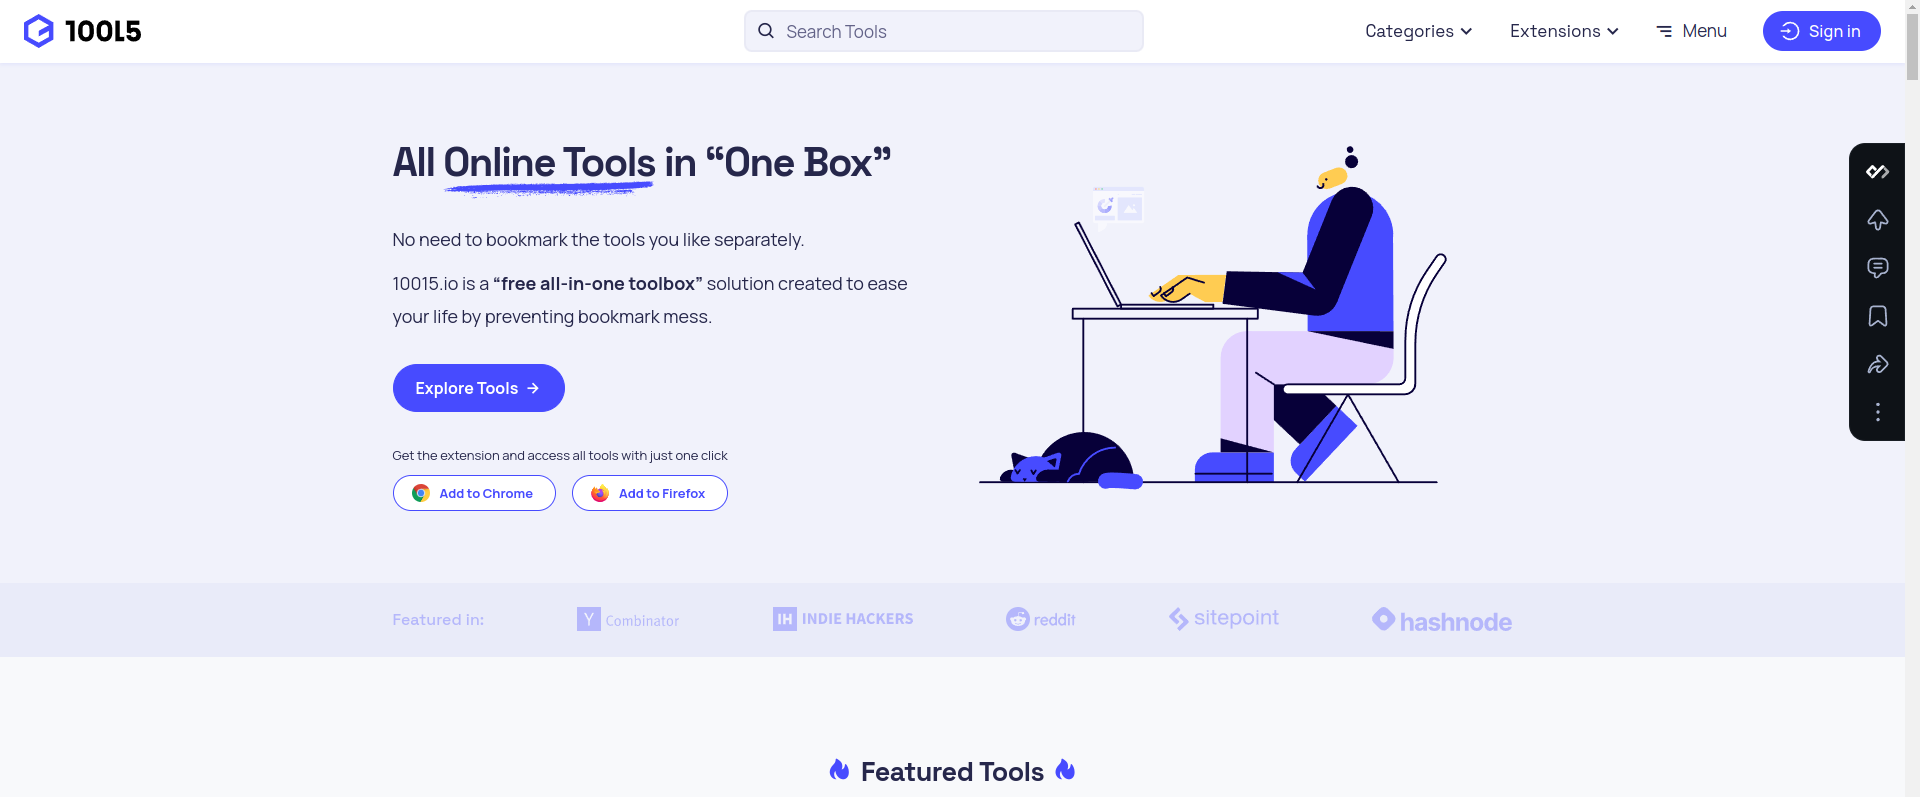 10015
Search Tools
Categories
Extensions
Menu
Sign in
All Online Tools in “One Box”
No need to bookmark the tools you like separately.
10015.io is a “free all-in-one toolbox” solution created to ease
your life by preventing bookmark mess.
Explore Tools
Get the extension and access all tools with just one click
Add to Chrome
Add to Firefox
Featured in:
Y Combinator
IH INDIE HACKERS
reddit
sitepoint
hashnode
Featured Tools